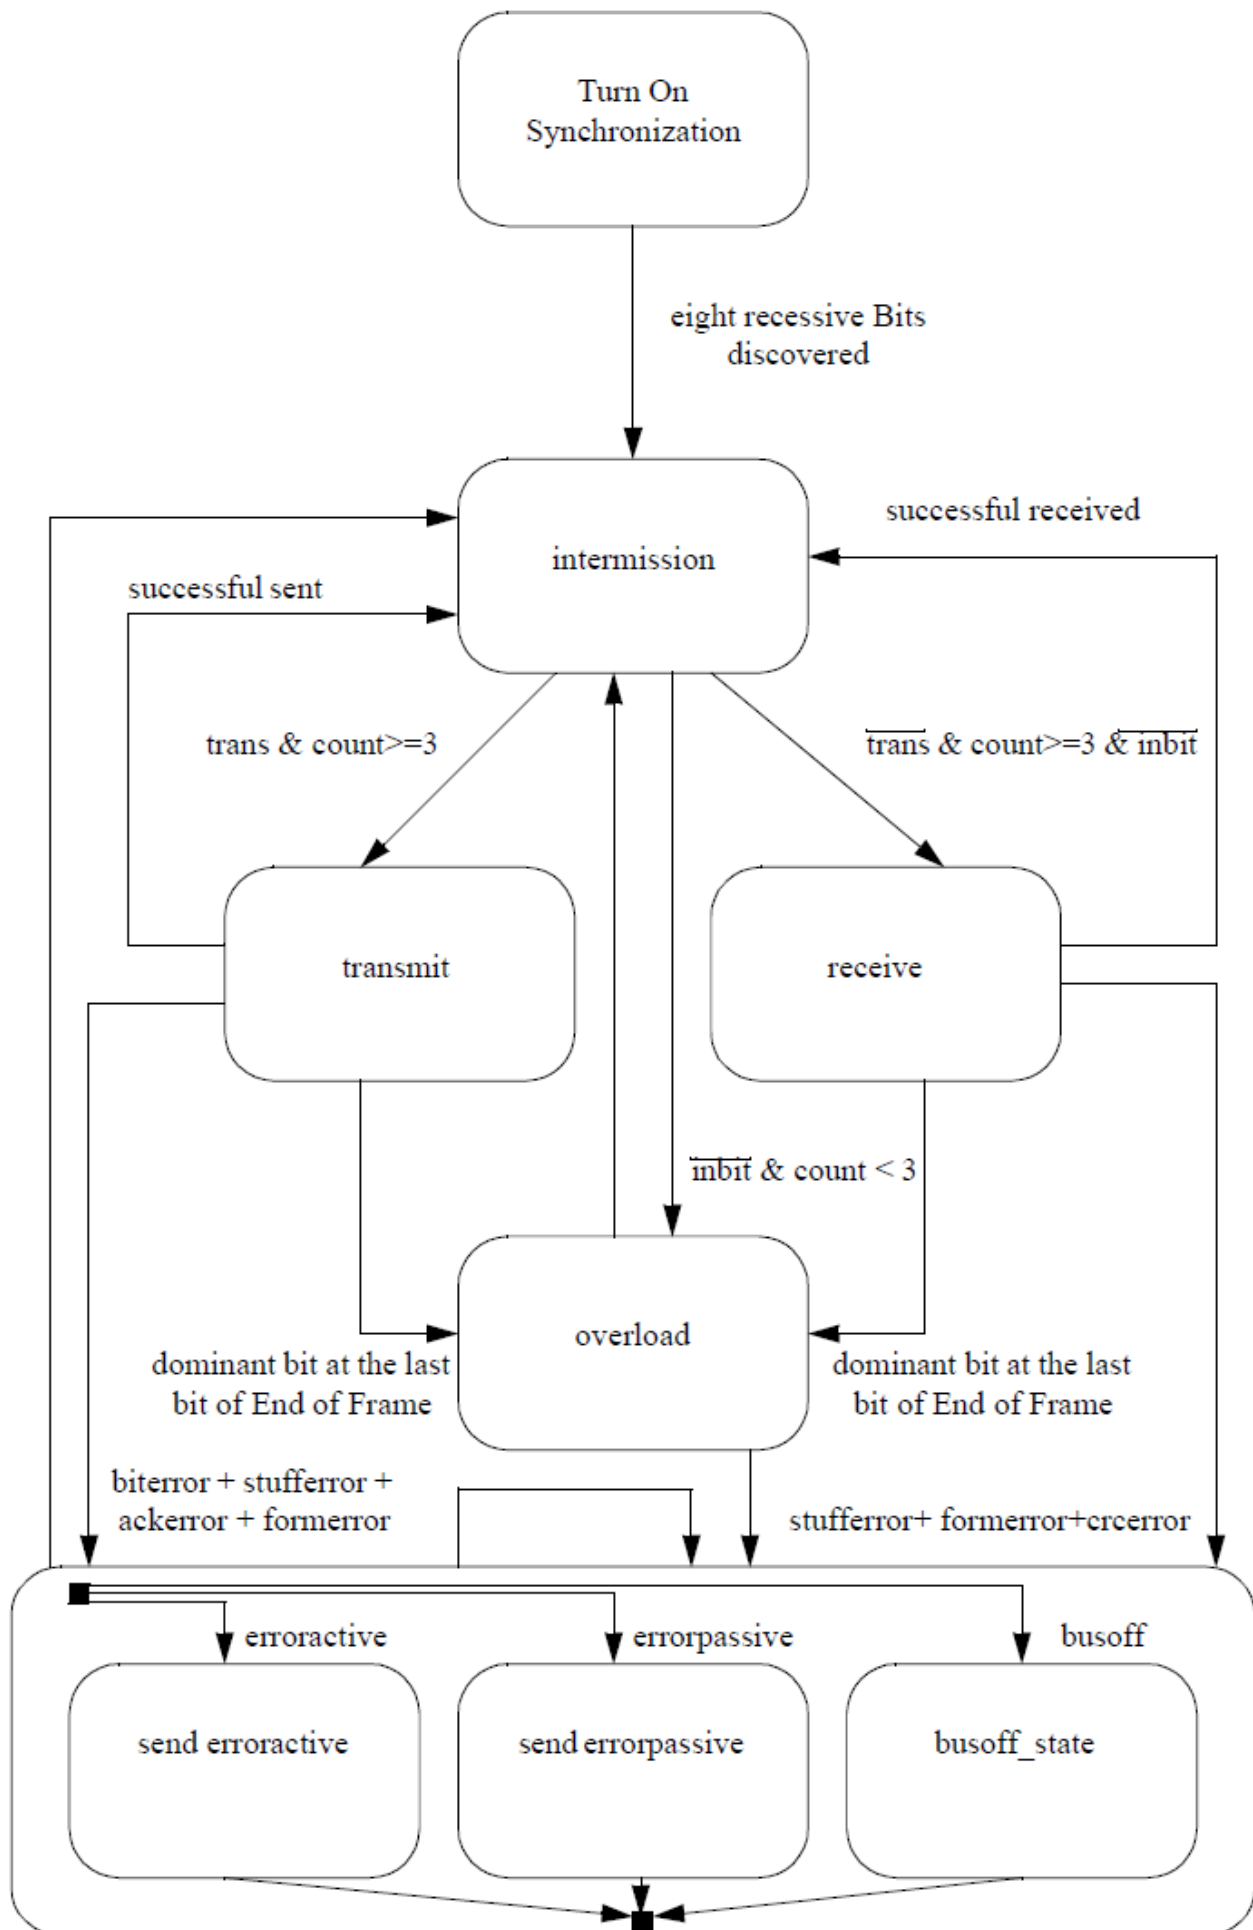 Turn On
Synchronization
eight recessive Bits
discovered
successful received
intermission
successful sent
trans & count>=3
t̅r̅a̅n̅s̅ & count>=3 & i̅n̅b̅i̅t̅
transmit
receive
i̅n̅b̅i̅t̅ & count < 3
overload
dominant bit at the last
bit of End of Frame
dominant bit at the last
bit of End of Frame
biterror + stufferror +
ackerror + formerror
stufferror+ formerror+crcerror
erroractive
errorpassive
busoff
send erroractive
send errorpassive
busoff_state